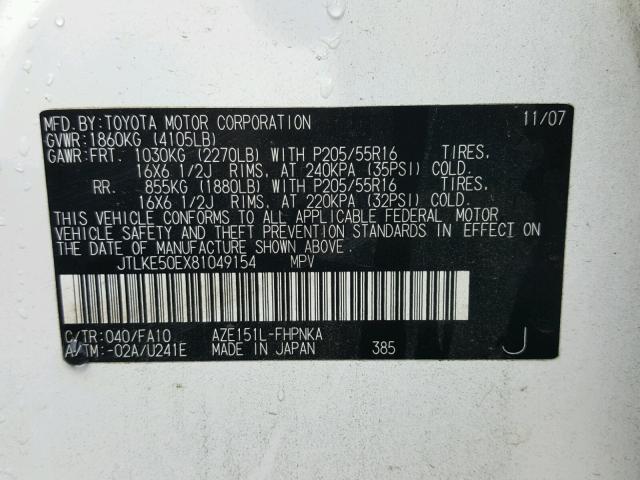 MFD.BY:TOYOTA MOTOR CORPORATION 11/07
GVWR:1860KG (4105LB)
GAWR:FRT. 1030KG (2270LB) WITH P205/55R16 TIRES,
16X6 1/2J RIMS, AT 240KPA (35PSI) COLD.
RR. 855KG (1880LB) WITH P205/55R16 TIRES,
16X6 1/2J RIMS, AT 220KPA (32PSI) COLD.
THIS VEHICLE CONFORMS TO ALL APPLICABLE FEDERAL MOTOR
VEHICLE SAFETY AND THEFT PREVENTION STANDARDS IN EFFECT ON
THE DATE OF MANUFACTURE SHOWN ABOVE.
JTLKE50EX81049154 MPV
C/TR:040/FA10 AZE151L-FHPNKA
A/TM:-02A/U241E MADE IN JAPAN 385 J